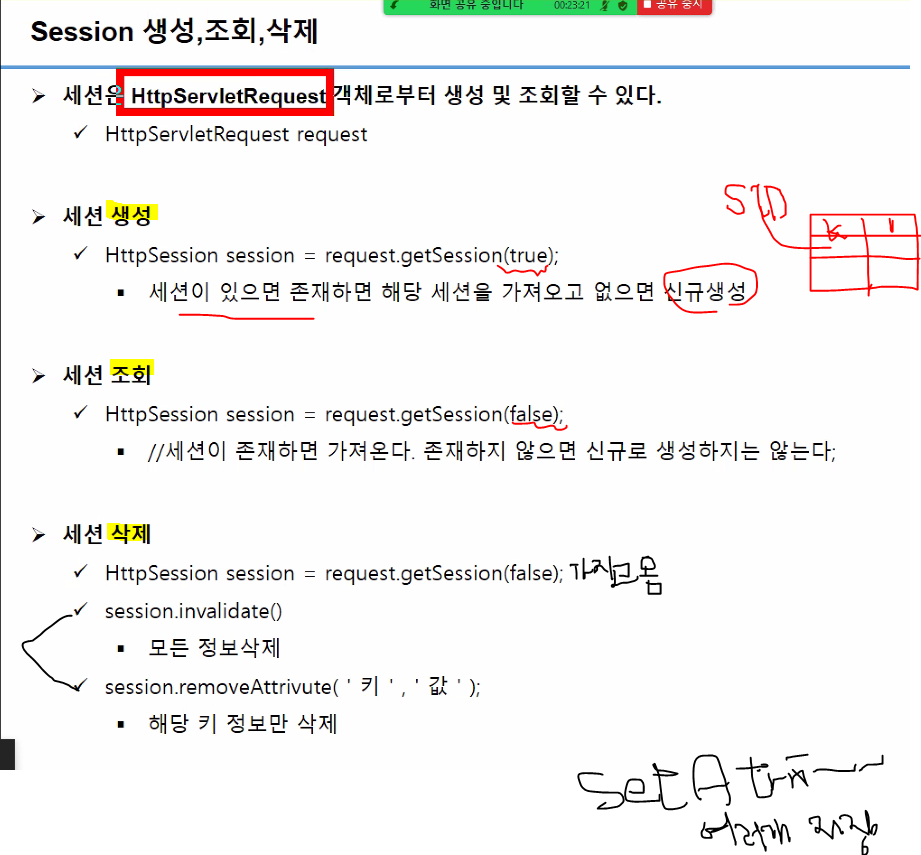 화면 공유 중입니다 00:23:21 공유 중지
Session 생성,조회,삭제
세션은 HttpServletRequest 객체로부터 생성 및 조회할 수 있다.
HttpServletRequest request
세션 생성
SID
K V
HttpSession session = request.getSession(true);
세션이 있으면 존재하면 해당 세션을 가져오고 없으면 신규생성
세션 조회
HttpSession session = request.getSession(false);
//세션이 존재하면 가져온다. 존재하지 않으면 신규로 생성하지는 않는다;
세션 삭제
HttpSession session = request.getSession(false); 가지고옴
session.invalidate()
모든 정보삭제
session.removeAttrivute( ' 키 ' , ' 값 ' );
해당 키 정보만 삭제
여러개 저장